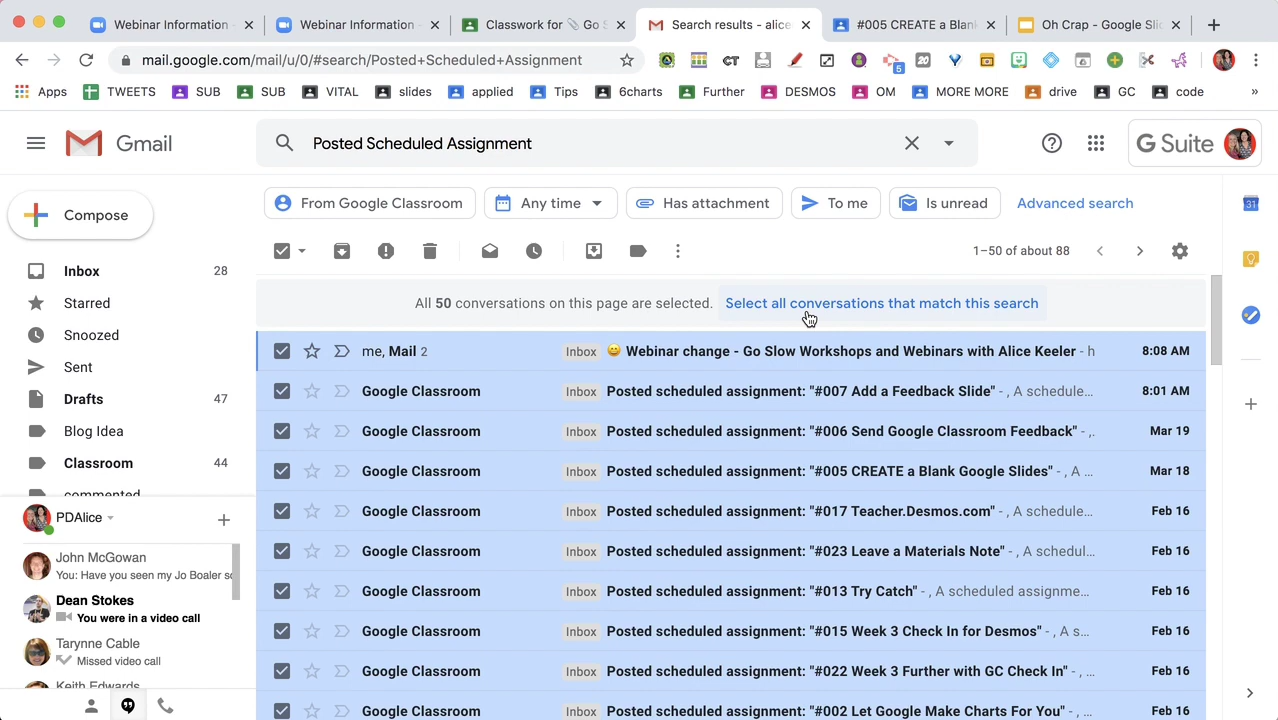 Webinar Information - Webinar Information - Classwork for Go S Search results - alice #005 CREATE a Blank Oh Crap - Google Slid
mail.google.com/mail/u/0/#search/Posted+Scheduled+Assignment 5 20
Apps TWEETS SUB SUB VITAL slides applied Tips 6charts Further DESMOS OM MORE MORE drive GC code »
Gmail Posted Scheduled Assignment G Suite
Compose From Google Classroom Any time Has attachment To me Is unread Advanced search 31
1–50 of about 88
Inbox 28
Starred All 50 conversations on this page are selected. Select all conversations that match this search
Snoozed
Sent
Drafts 47
Blog Idea
Classroom 44
commented
me, Mail 2 Inbox 😄 Webinar change - Go Slow Workshops and Webinars with Alice Keeler - h 8:08 AM
Google Classroom Inbox Posted scheduled assignment: "#007 Add a Feedback Slide" - , A schedule… 8:01 AM
Google Classroom Inbox Posted scheduled assignment: "#006 Send Google Classroom Feedback" - ,. Mar 19
Google Classroom Inbox Posted scheduled assignment: "#005 CREATE a Blank Google Slides" - , A … Mar 18
Google Classroom Inbox Posted scheduled assignment: "#017 Teacher.Desmos.com" - , A schedule… Feb 16
Google Classroom Inbox Posted scheduled assignment: "#023 Leave a Materials Note" - , A schedul… Feb 16
Google Classroom Inbox Posted scheduled assignment: "#013 Try Catch" - , A scheduled assignme… Feb 16
Google Classroom Inbox Posted scheduled assignment: "#015 Week 3 Check In for Desmos" - , A s… Feb 16
Google Classroom Inbox Posted scheduled assignment: "#022 Week 3 Further with GC Check In" - , … Feb 16
Google Classroom Inbox Posted scheduled assignment: "#002 Let Google Make Charts For You" - , … Feb 16
PDAlice
John McGowan
You: Have you seen my Jo Boaler so
Dean Stokes
You were in a video call
Tarynne Cable
Missed video call
Keith Edwards